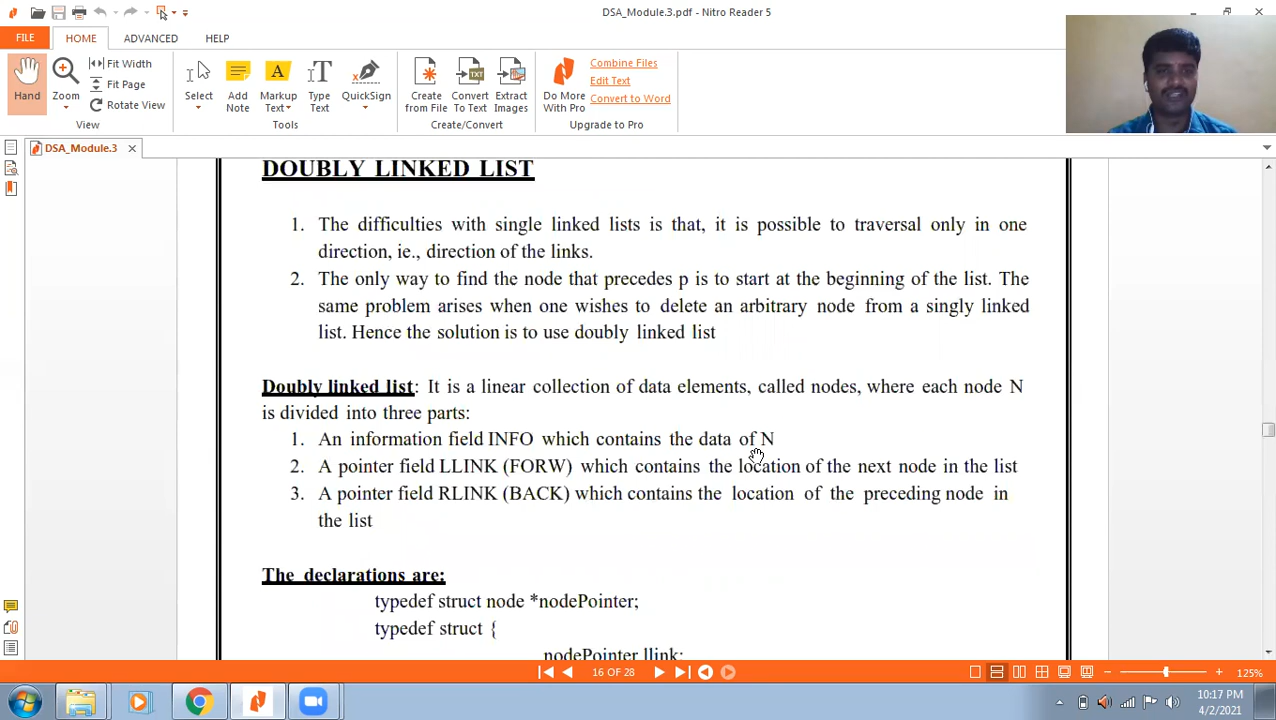 DSA_Module.3.pdf - Nitro Reader 5
FILE HOME ADVANCED HELP
Hand
Zoom
Fit Width
Fit Page
Rotate View
View
Select
Add Note
Markup Text
Type Text
QuickSign
Tools
Create from File
Convert To Text
Extract Images
Create/Convert
Do More With Pro
Combine Files
Edit Text
Convert to Word
Upgrade to Pro
DSA_Module.3
DOUBLY LINKED LIST
1. The difficulties with single linked lists is that, it is possible to traversal only in one
direction, ie., direction of the links.
2. The only way to find the node that precedes p is to start at the beginning of the list. The
same problem arises when one wishes to delete an arbitrary node from a singly linked
list. Hence the solution is to use doubly linked list
Doubly linked list: It is a linear collection of data elements, called nodes, where each node N
is divided into three parts:
1. An information field INFO which contains the data of N
2. A pointer field LLINK (FORW) which contains the location of the next node in the list
3. A pointer field RLINK (BACK) which contains the location of the preceding node in
the list
The declarations are:
typedef struct node *nodePointer;
typedef struct {
nodePointer llink;
16 OF 28
125%
10:17 PM
4/2/2021